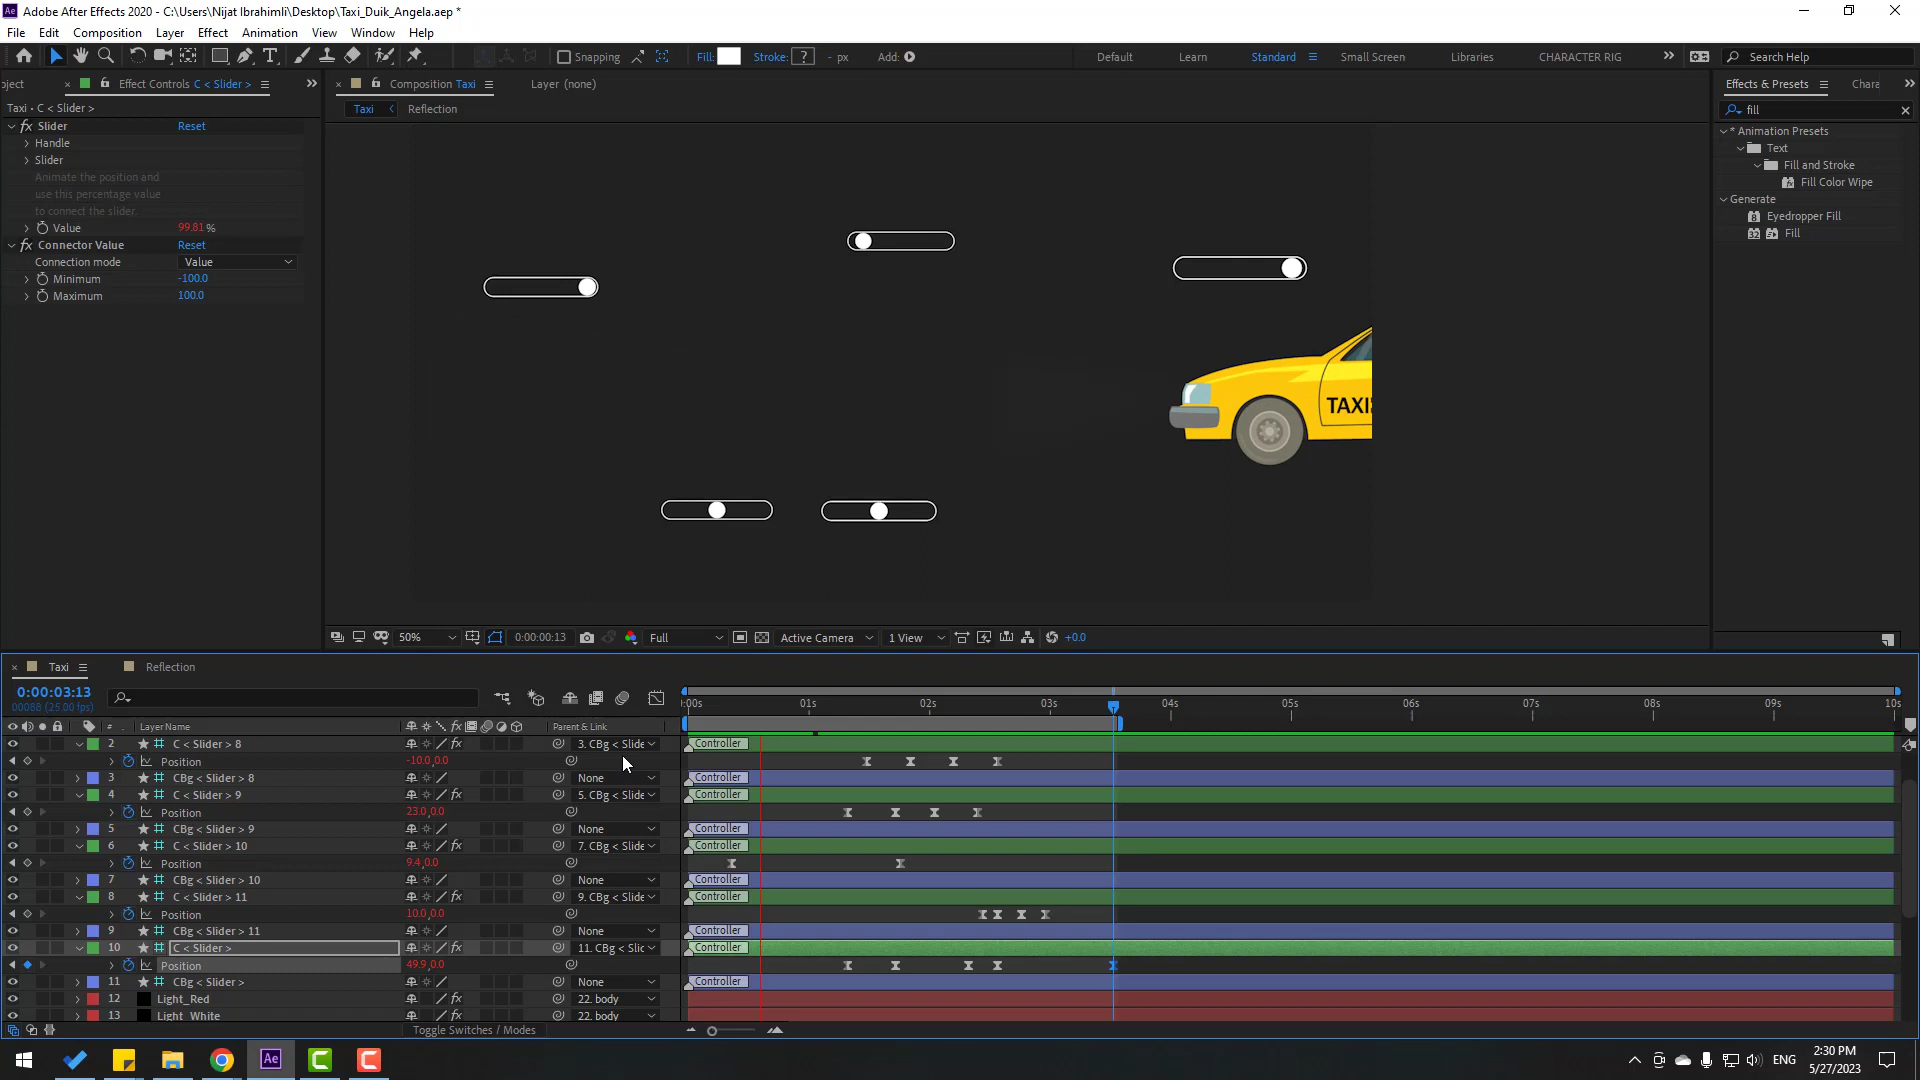 Adobe After Effects 2020 - C:\Users\Nijat Ibrahimli\Desktop\Taxi_Duik_Angela.aep *
File Edit Composition Layer Effect Animation View Window Help
Snapping Fill: Stroke: ? - px Add: Default Learn Standard Small Screen Libraries CHARACTER RIG Search Help
oject Effect Controls C < Slider > Composition Taxi Layer (none) Effects & Presets Chara
Taxi • C < Slider > Taxi Reflection fill
Slider Reset
Handle
Slider
Animate the position and
use this percentage value
to connect the slider.
Value 99.81 %
Connector Value Reset
Connection mode Value
Minimum -100.0
Maximum 100.0
* Animation Presets
Text
Fill and Stroke
Fill Color Wipe
Generate
Eyedropper Fill
Fill
TAXI
50% 0:00:00:13 Full Active Camera 1 View +0.0
Taxi Reflection
0:00:03:13
00088 (25.00 fps)
:00s 01s 02s 03s 04s 05s 06s 07s 08s 09s 10s
# Layer Name Parent & Link
2 C < Slider > 8 3. CBg < Slide Controller
Position -10.0,0.0
3 CBg < Slider > 8 None Controller
4 C < Slider > 9 5. CBg < Slide Controller
Position 23.0,0.0
5 CBg < Slider > 9 None Controller
6 C < Slider > 10 7. CBg < Slide Controller
Position 9.4,0.0
7 CBg < Slider > 10 None Controller
8 C < Slider > 11 9. CBg < Slide Controller
Position 10.0,0.0
9 CBg < Slider > 11 None Controller
10 C < Slider > 11. CBg < Slic Controller
Position 49.9,0.0
11 CBg < Slider > None Controller
12 Light_Red 22. body
13 Light_White 22. body
Toggle Switches / Modes
ENG 2:30 PM
5/27/2023